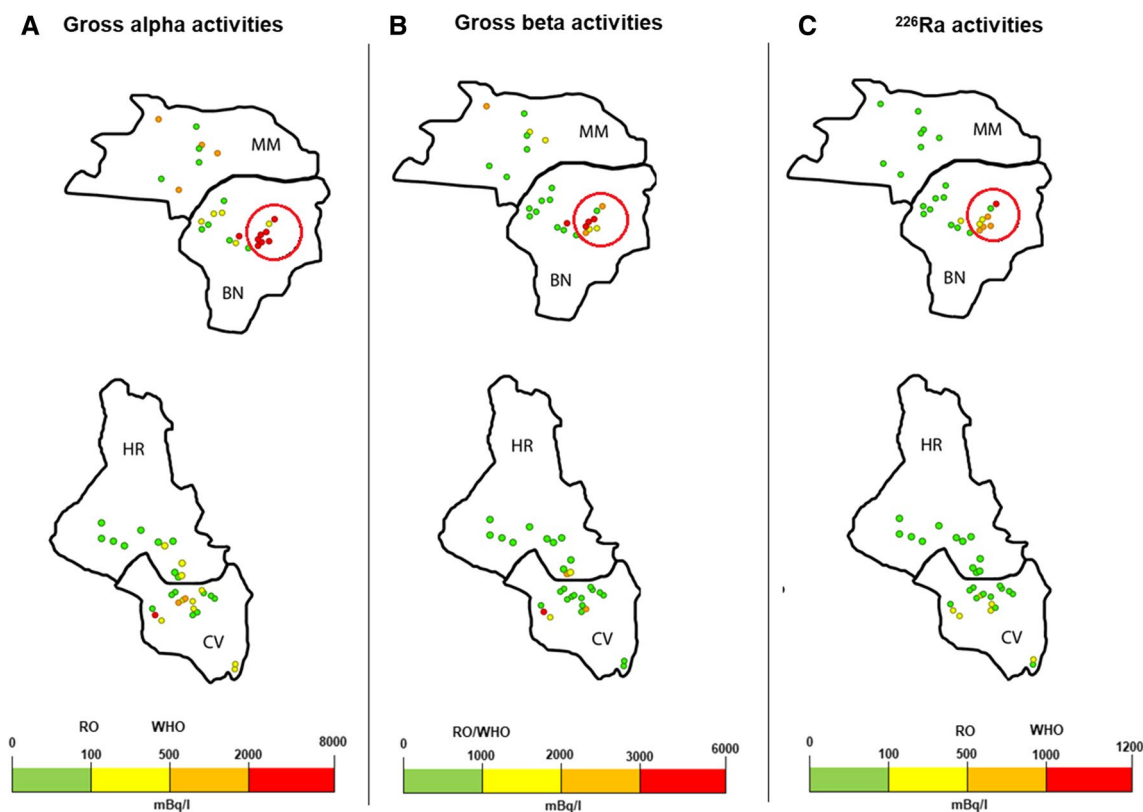 A Gross alpha activities
B Gross beta activities
C ²²⁶Ra activities
MM
BN
HR
CV
MM
BN
HR
CV
MM
BN
HR
CV
RO WHO
0 100 500 2000 8000
mBq/l
RO/WHO
0 1000 2000 3000 6000
mBq/l
RO WHO
0 100 500 1000 1200
mBq/l